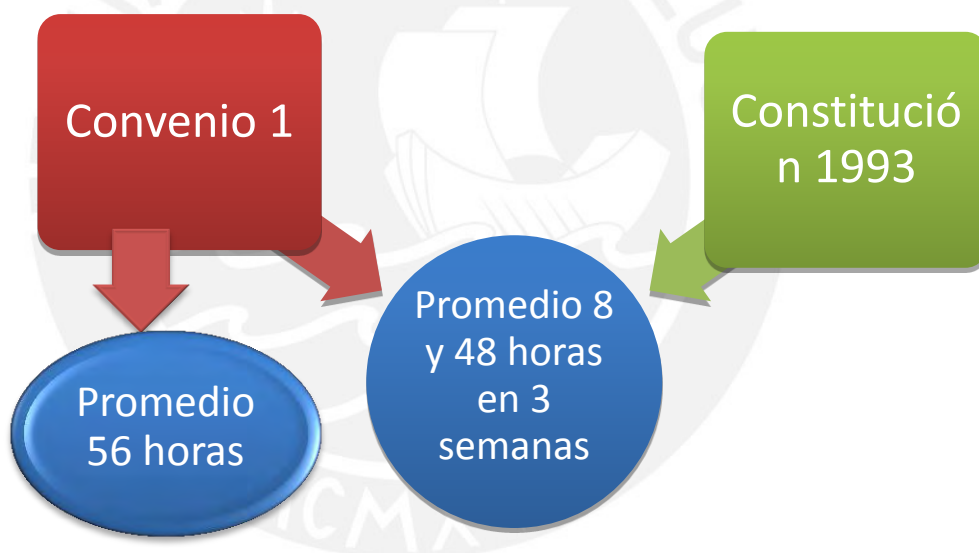 Convenio 1
Constitució
n 1993
Promedio 8
y 48 horas
en 3
semanas
Promedio
56 horas